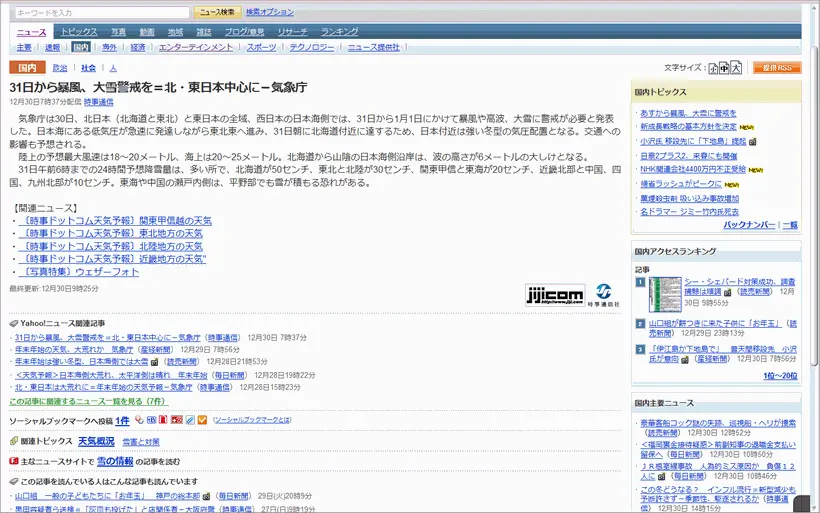 キーワードを入力 ニュース検索 検索オプション
ニュース トピックス 写真 動画 地域 雑誌 ブログ/意見 リサーチ ランキング
主要 速報 国内 海外 経済 エンターテインメント スポーツ テクノロジー ニュース提供社
国内 政治 社会 人 文字サイズ： 小 中 大 提供RSS
31日から暴風、大雪警戒を＝北・東日本中心に－気象庁
12月30日7時37分配信 時事通信
気象庁は30日、北日本（北海道と東北）と東日本の全域、西日本の日本海側では、31日から1月1日にかけて暴風や高波、大雪に警戒が必要と発表
した。日本海にある低気圧が急速に発達しながら東北東へ進み、31日朝に北海道付近に達するため、日本付近は強い冬型の気圧配置となる。交通への
影響も予想される。
陸上の予想最大風速は18～20メートル、海上は20～25メートル。北海道から山陰の日本海側沿岸は、波の高さが6メートルの大しけとなる。
31日午前6時までの24時間予想降雪量は、多い所で、北海道が50センチ、東北と北陸が30センチ、関東甲信と東海が20センチ、近畿北部と中国、四
国、九州北部が10センチ。東海や中国の瀬戸内側は、平野部でも雪が積もる恐れがある。
【関連ニュース】
・〔時事ドットコム天気予報〕関東甲信越の天気
・〔時事ドットコム天気予報〕東北地方の天気
・〔時事ドットコム天気予報〕北陸地方の天気
・〔時事ドットコム天気予報〕近畿地方の天気"
・〔写真特集〕ウェザーフォト
最終更新:12月30日9時25分
jijicom
時事通信社
Yahoo!ニュース関連記事
・31日から暴風、大雪警戒を＝北・東日本中心に－気象庁（時事通信） 12月30日 7時37分
・年末年始の天気、大荒れか 気象庁（産経新聞） 12月29日 7時56分
・年末年始は強い冬型、日本海側では大雪（読売新聞） 12月28日21時53分
・＜天気予報＞日本海側大荒れ、太平洋側は晴れ 年末年始（毎日新聞） 12月28日19時22分
・北・東日本は大荒れに＝年末年始の天気予報－気象庁（時事通信） 12月28日15時23分
この記事に関連するニュース一覧を見る（7件）
ソーシャルブックマークへ投稿 1件 （ソーシャルブックマークとは）
関連トピックス 天気概況 雪害と対策
主なニュースサイトで 雪の情報 の記事を読む
この記事を読んでいる人はこんな記事も読んでいます
・山口組 一般の子どもたちに「お年玉」 神戸の総本部（毎日新聞） 29日(火)20時9分
国内トピックス
・あすから暴風、大雪に警戒を
・新成長戦略の基本方針を決定 NEW!
・小沢氏 移設先に「下地島」提起
・日京2プラス2、来春にも開催
・NHK関連会社4400万円不正受給 NEW!
・帰省ラッシュがピークに NEW!
・薫煙殺虫剤 吸い込み事故増加
・名ドラマー ジミー竹内氏死去
バックナンバー｜一覧
国内アクセスランキング
記事
1 シー・シェパード対策成功、調査
捕鯨は順調（読売新聞） 12月
30日 9時55分
2 山口組が餅つきに来た子供に「お年玉」（読
売新聞） 12月29日 23時13分
3 「伊江島か下地島で」 普天間移設先 小沢
氏が意向（産経新聞） 12月30日 7時56分
1位～20位
国内主要ニュース
・豪華客船コック謎の失跡、巡視船・ヘリが捜索
（読売新聞） 12月30日 12時52分
・＜福岡裏金接待疑惑＞前副知事の退職金支払い
留保へ（毎日新聞） 12月30日 10時50分
・ＪＲ根室線事故 人為的ミス原因か 負傷１２
人に（毎日新聞） 12月30日 10時46分
・この冬どうなる？ インフル流行＝新型減少も
12月30日 14時15分